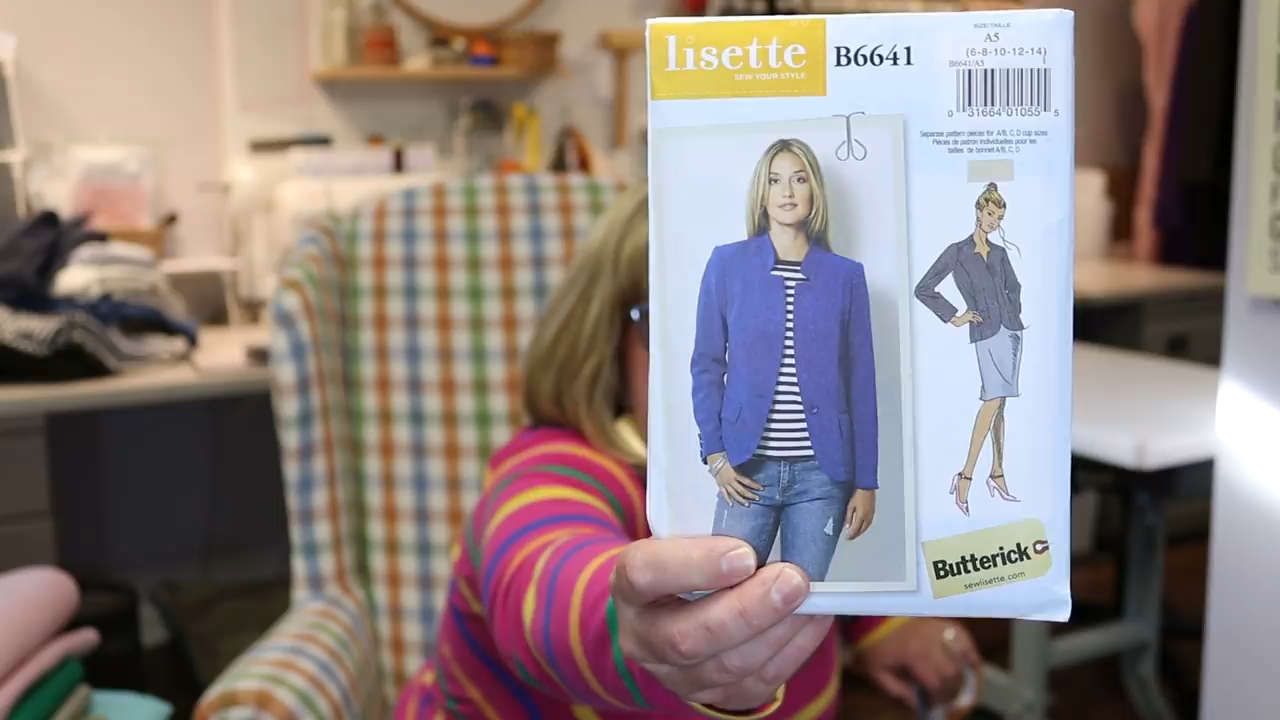 lisette
SEW YOUR STYLE
B6641
SIZE/TAILLE
A5
(6-8-10-12-14)
B6641/A5
0 31664 01055 5
Separate pattern pieces for A/B, C, D cup sizes
Pièces de patron individuelles pour les
tailles de bonnet A/B, C, D
Butterick
sewlisette.com